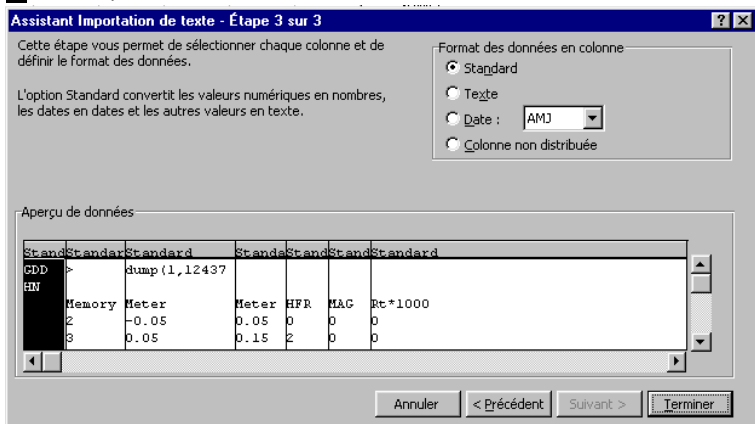 Assistant Importation de texte - Étape 3 sur 3
Cette étape vous permet de sélectionner chaque colonne et de
définir le format des données.
L'option Standard convertit les valeurs numériques en nombres,
les dates en dates et les autres valeurs en texte.
Format des données en colonne
Standard
Texte
Date : AMJ
Colonne non distribuée
Aperçu de données
Stand Standar Standard Standa Stand Stand Standard
GDD > dump(1,12437
HN
Memory Meter Meter HFR MAG Rt*1000
2 -0.05 0.05 0 0 0
3 0.05 0.15 2 0 0
Annuler < Précédent Suivant > Terminer